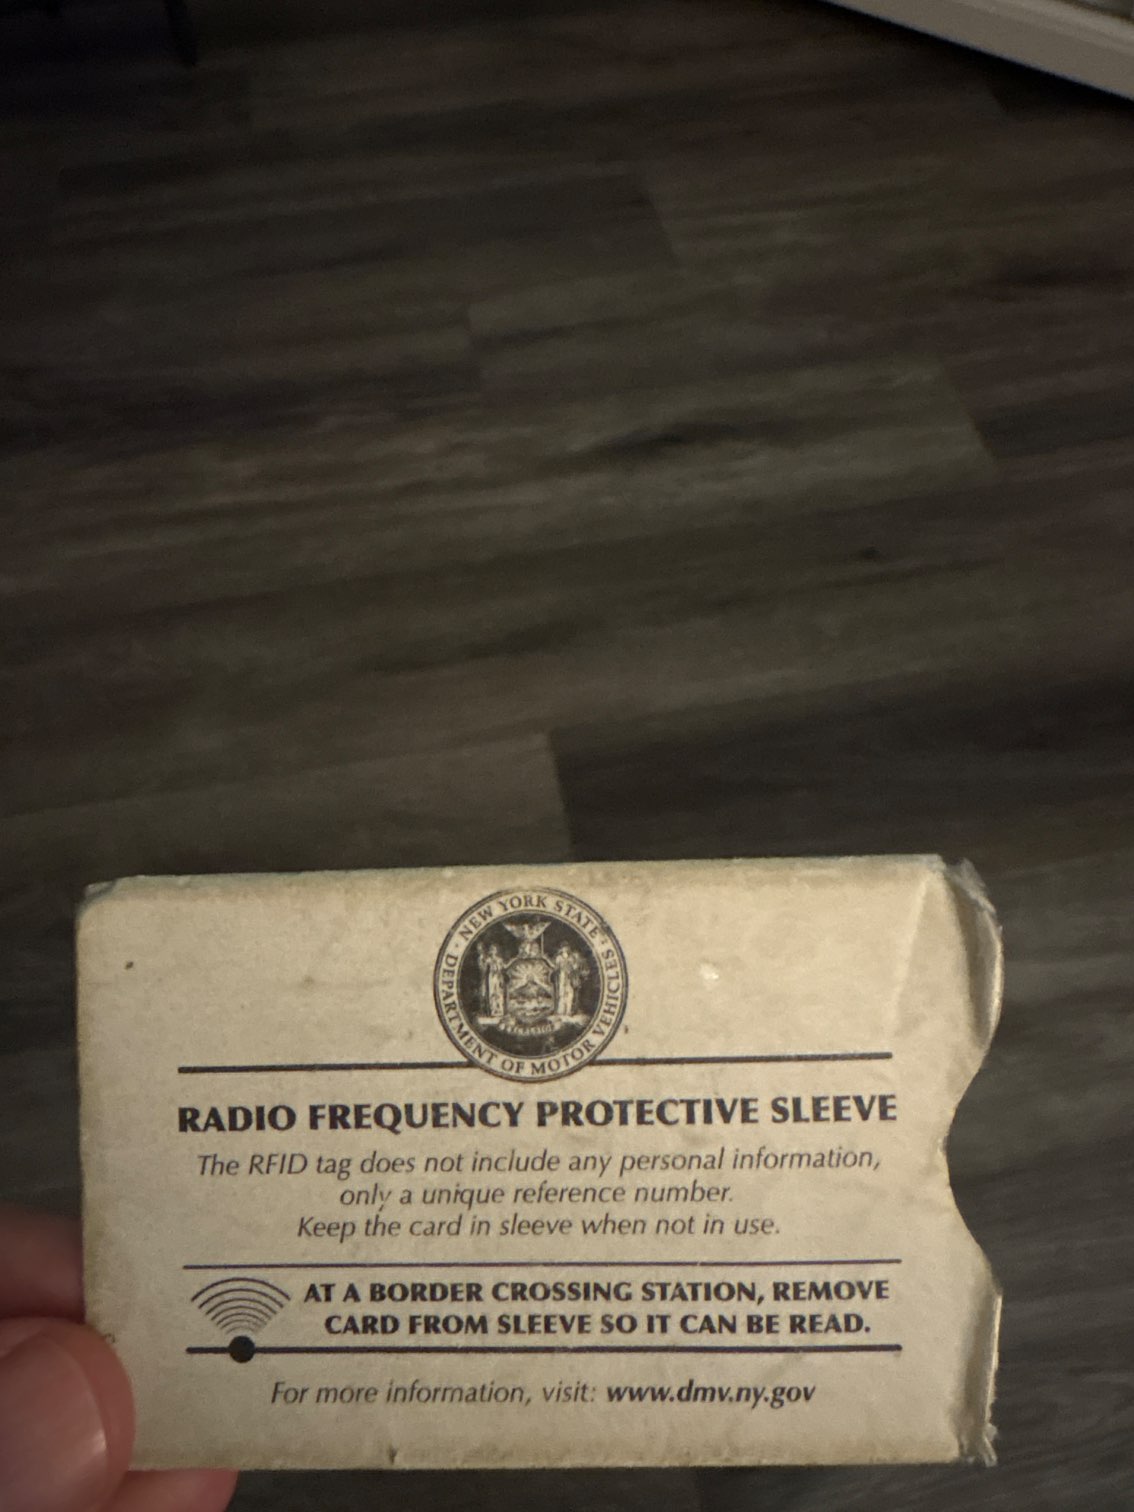 · NEW YORK STATE ·
DEPARTMENT OF MOTOR VEHICLES
EXCELSIOR
RADIO FREQUENCY PROTECTIVE SLEEVE
The RFID tag does not include any personal information,
only a unique reference number.
Keep the card in sleeve when not in use.
AT A BORDER CROSSING STATION, REMOVE
CARD FROM SLEEVE SO IT CAN BE READ.
For more information, visit: www.dmv.ny.gov